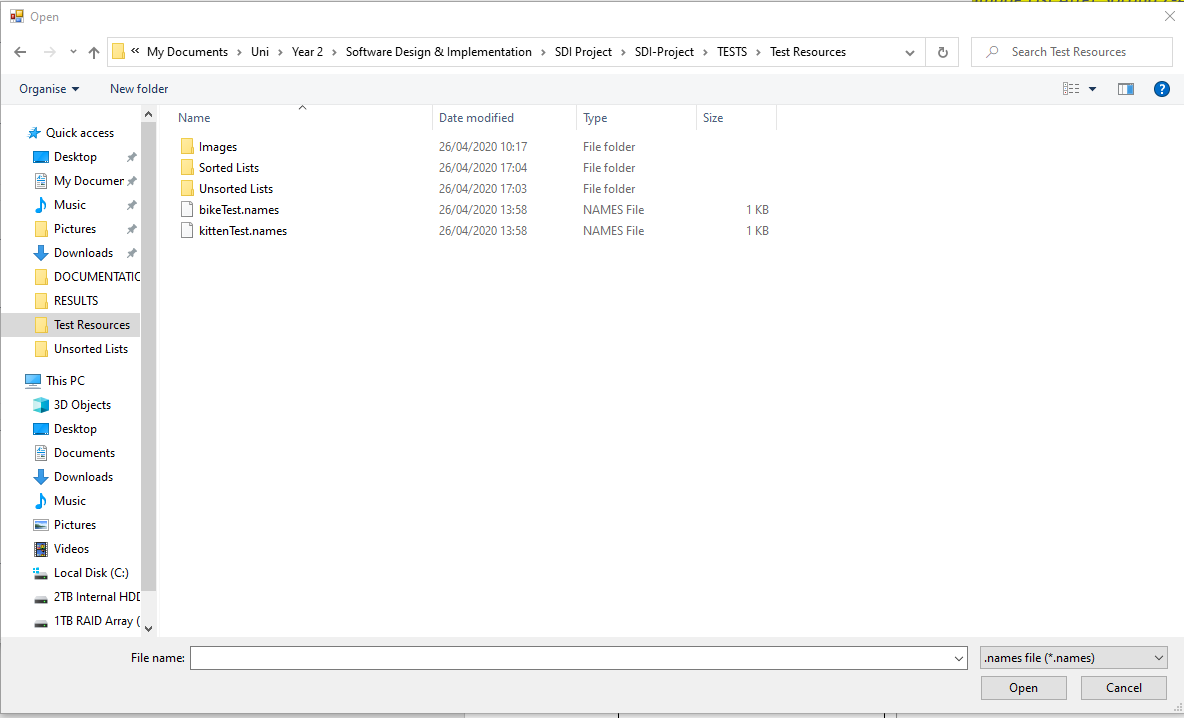 Open
« My Documents › Uni › Year 2 › Software Design & Implementation › SDI Project › SDI-Project › TESTS › Test Resources
Search Test Resources
Organise
New folder
?
Name
Date modified
Type
Size
Images 26/04/2020 10:17 File folder
Sorted Lists 26/04/2020 17:04 File folder
Unsorted Lists 26/04/2020 17:03 File folder
bikeTest.names 26/04/2020 13:58 NAMES File 1 KB
kittenTest.names 26/04/2020 13:58 NAMES File 1 KB
Quick access
Desktop
My Documen
Music
Pictures
Downloads
DOCUMENTATIO
RESULTS
Test Resources
Unsorted Lists
This PC
3D Objects
Desktop
Documents
Downloads
Music
Pictures
Videos
Local Disk (C:)
2TB Internal HDD
1TB RAID Array (
File name:
.names file (*.names)
Open
Cancel